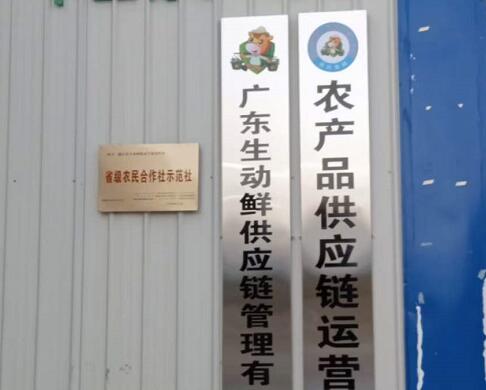 省级农民合作社示范社
广东生动鲜供应链管理有
农产品供应链运营